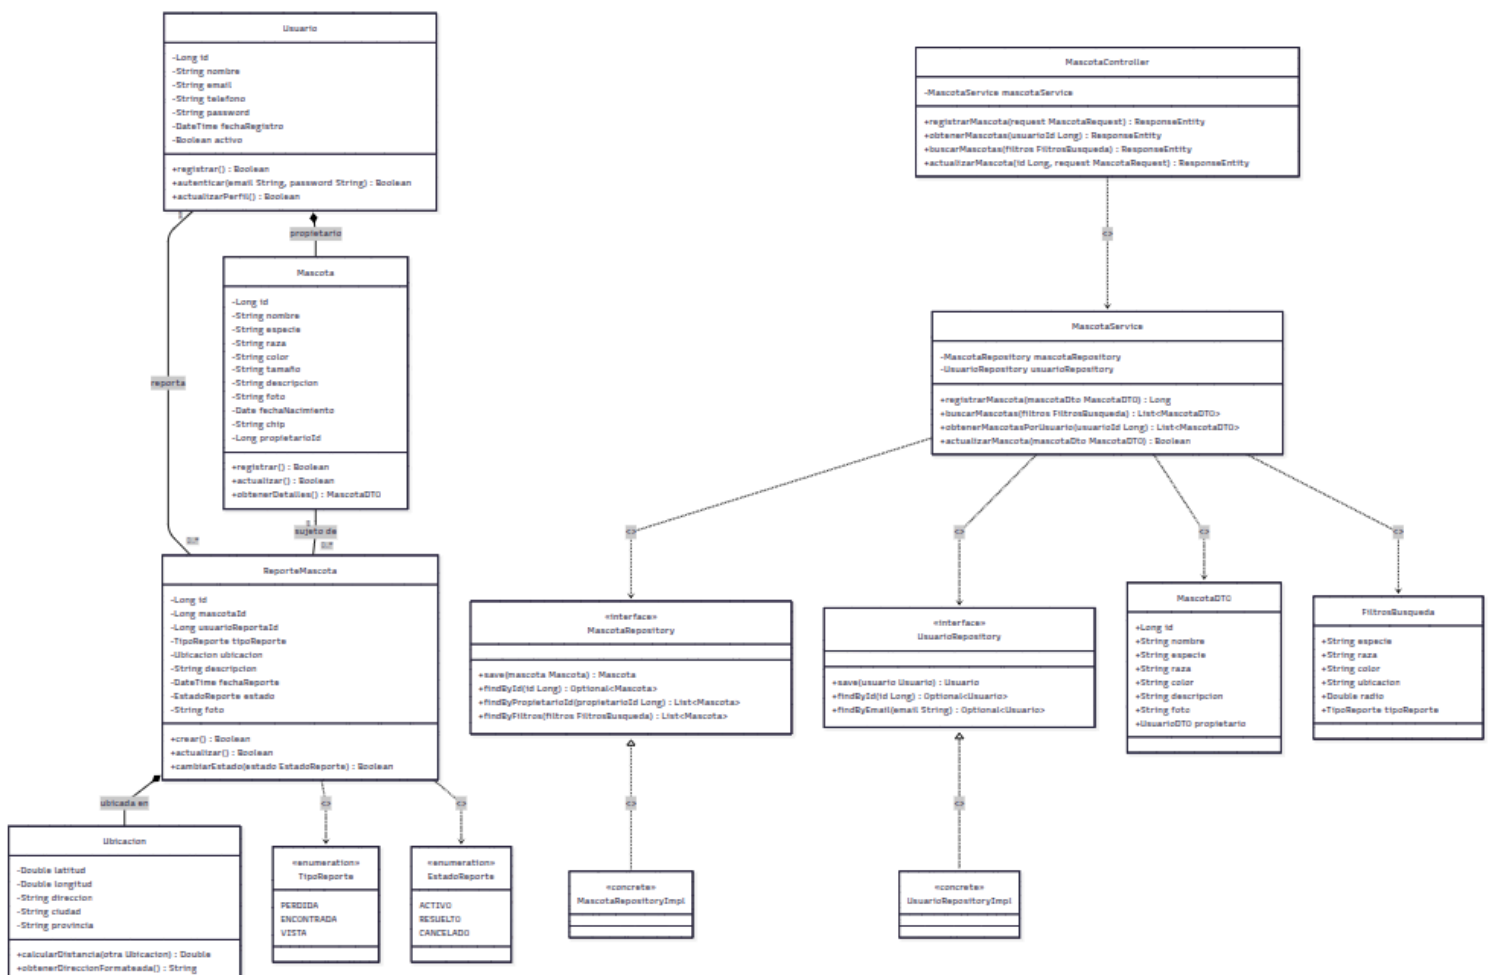 Usuario
-Long id
-String nombre
-String email
-String telefono
-String password
-DateTime fechaRegistro
-Boolean activo
+registrar() : Boolean
+autenticar(email String, password String) : Boolean
+actualizarPerfil() : Boolean
propietario
reporta
Mascota
-Long id
-String nombre
-String especie
-String raza
-String color
-String tamaño
-String descripcion
-String foto
-Date fechaNacimiento
-String chip
-Long propietarioId
+registrar() : Boolean
+actualizar() : Boolean
+obtenerDetalles() : MascotaDTO
sujeto de
ReporteMascota
-Long id
-Long mascotaId
-Long usuarioReportaId
-TipoReporte tipoReporte
-Ubicacion ubicacion
-String descripcion
-DateTime fechaReporte
-EstadoReporte estado
-String foto
+crear() : Boolean
+actualizar() : Boolean
+cambiarEstado(estado EstadoReporte) : Boolean
ubicada en
<>
<>
Ubicacion
-Double latitud
-Double longitud
-String direccion
-String ciudad
-String provincia
+calcularDistancia(otra Ubicacion) : Double
+obtenerDireccionFormateada() : String
«enumeration»
TipoReporte
PERDIDA
ENCONTRADA
VISTA
«enumeration»
EstadoReporte
ACTIVO
RESUELTO
CANCELADO
MascotaController
-MascotaService mascotaService
+registrarMascota(request MascotaRequest) : ResponseEntity
+obtenerMascotas(usuarioId Long) : ResponseEntity
+buscarMascotas(filtros FiltrosBusqueda) : ResponseEntity
+actualizarMascota(id Long, request MascotaRequest) : ResponseEntity
<>
MascotaService
-MascotaRepository mascotaRepository
-UsuarioRepository usuarioRepository
+registrarMascota(mascotaDto MascotaDTO) : Long
+buscarMascotas(filtros FiltrosBusqueda) : List<MascotaDTO>
+obtenerMascotasPorUsuario(usuarioId Long) : List<MascotaDTO>
+actualizarMascota(mascotaDto MascotaDTO) : Boolean
<>
<>
<>
<>
«interface»
MascotaRepository
+save(mascota Mascota) : Mascota
+findById(id Long) : Optional<Mascota>
+findByPropietarioId(propietarioId Long) : List<Mascota>
+findByFiltros(filtros FiltrosBusqueda) : List<Mascota>
«interface»
UsuarioRepository
+save(usuario Usuario) : Usuario
+findById(id Long) : Optional<Usuario>
+findByEmail(email String) : Optional<Usuario>
MascotaDTO
+Long id
+String nombre
+String especie
+String raza
+String color
+String descripcion
+String foto
+UsuarioDTO propietario
FiltrosBusqueda
+String especie
+String raza
+String color
+String ubicacion
+Double radio
+TipoReporte tipoReporte
<>
<>
«concrete»
MascotaRepositoryImpl
«concrete»
UsuarioRepositoryImpl